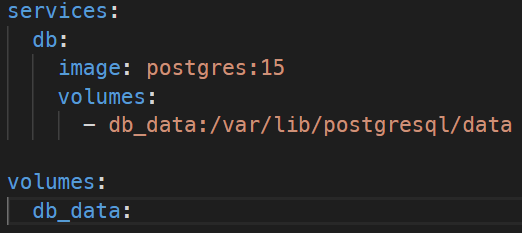 services:
  db:
    image: postgres:15
    volumes:
      - db_data:/var/lib/postgresql/data

volumes:
  db_data: